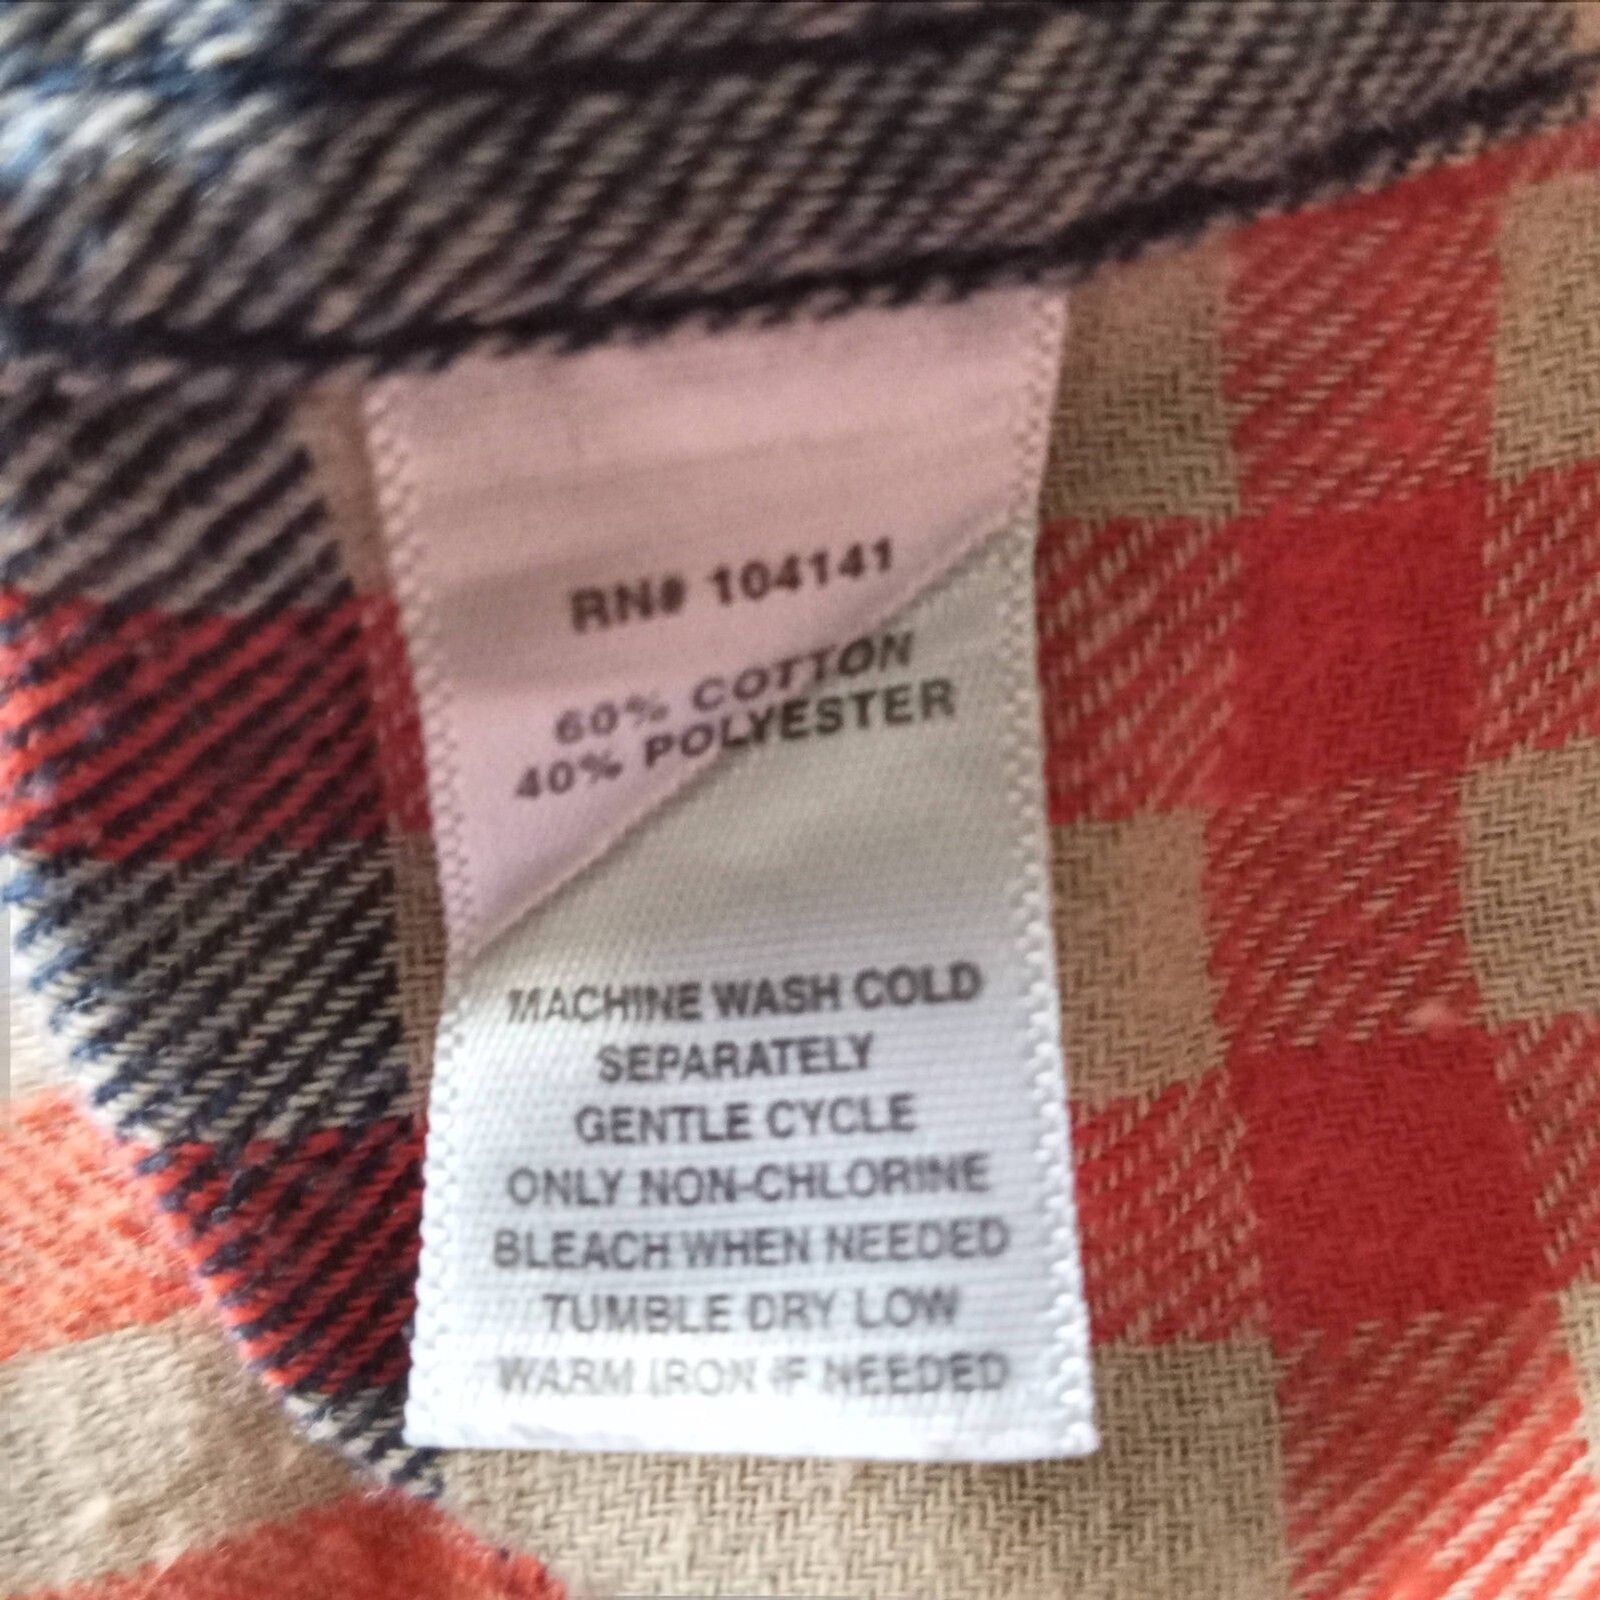 RN# 104141
60% COTTON
40% POLYESTER
MACHINE WASH COLD
SEPARATELY
GENTLE CYCLE
ONLY NON-CHLORINE
BLEACH WHEN NEEDED
TUMBLE DRY LOW
WARM IRON IF NEEDED